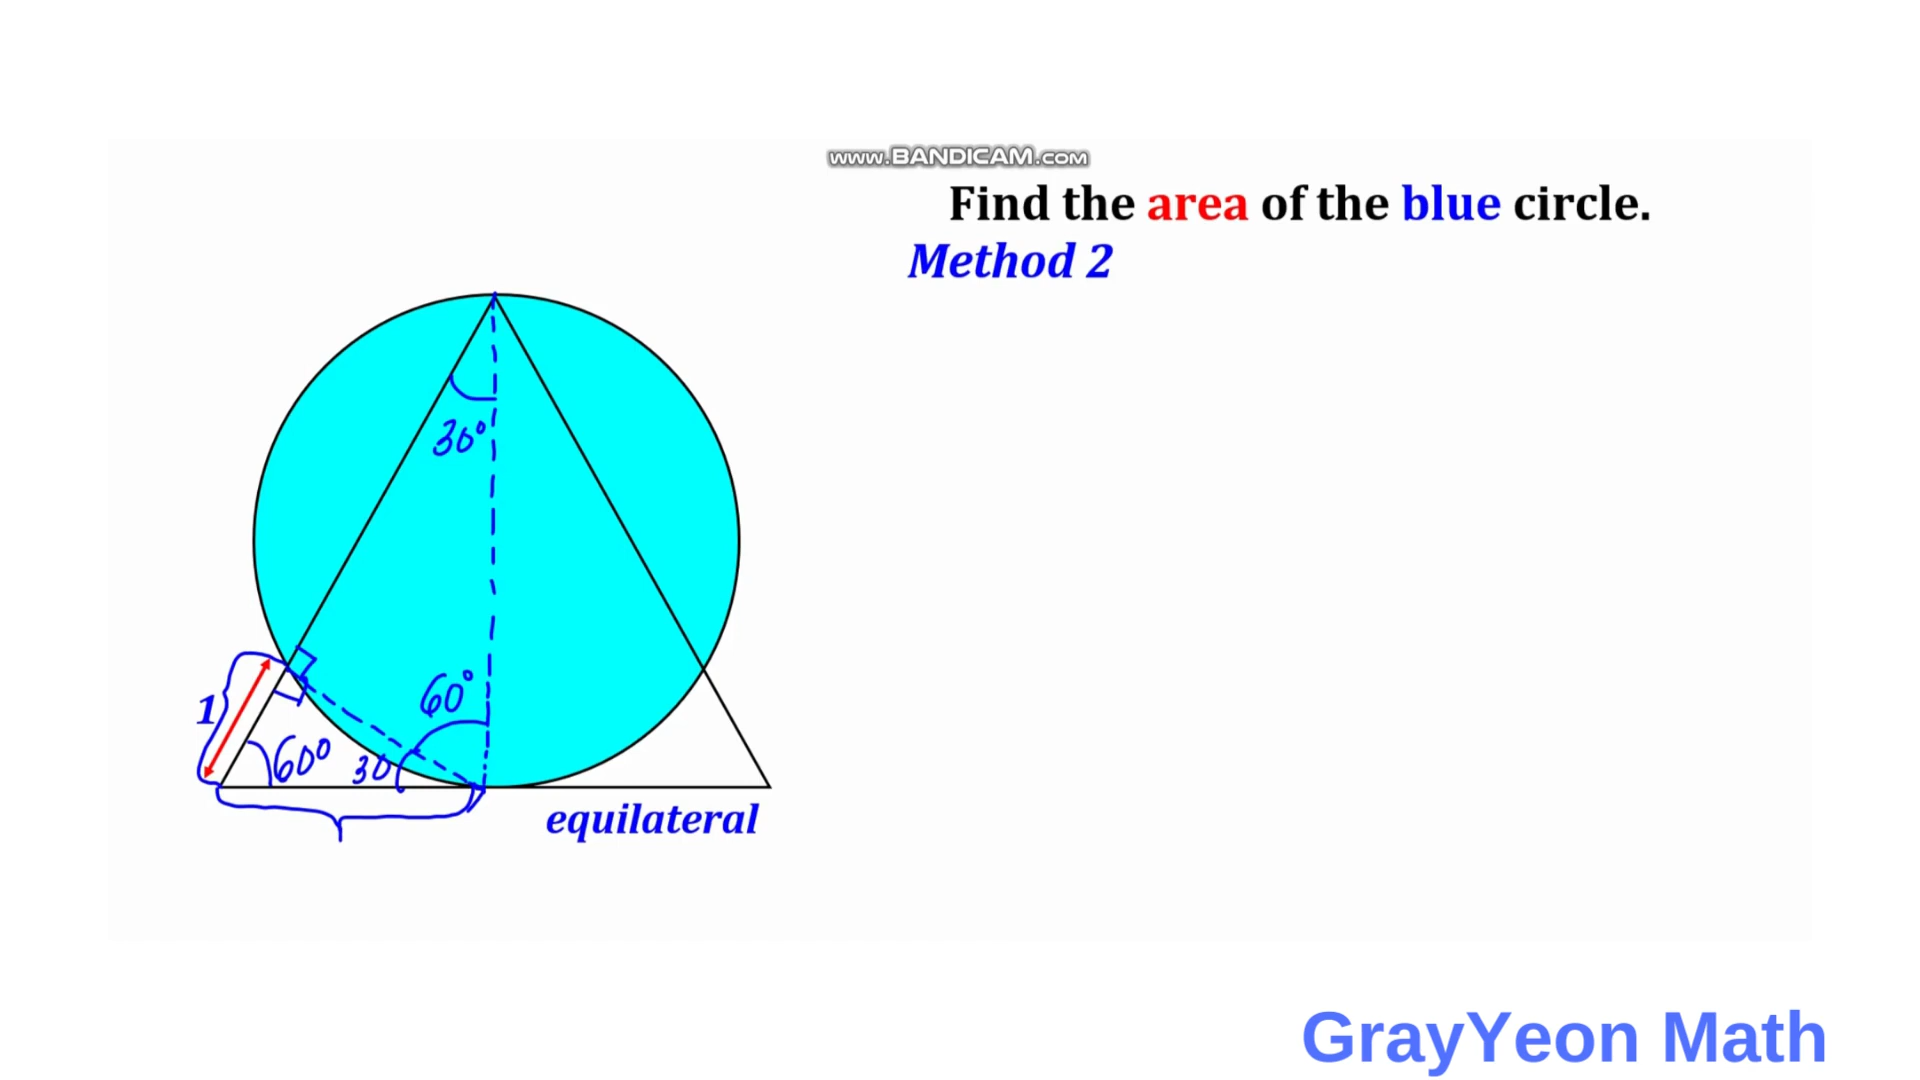 www.BANDICAM.com
Find the area of the blue circle.
Method 2
30°
60°
1
60°
30
equilateral
GrayYeon Math